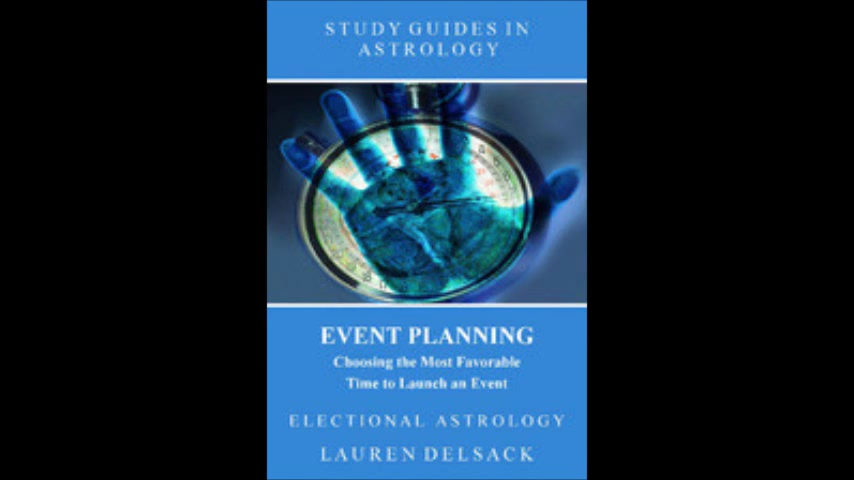 STUDY GUIDES IN
ASTROLOGY
EVENT PLANNING
Choosing the Most Favorable
Time to Launch an Event
ELECTIONAL ASTROLOGY
LAUREN DELSACK